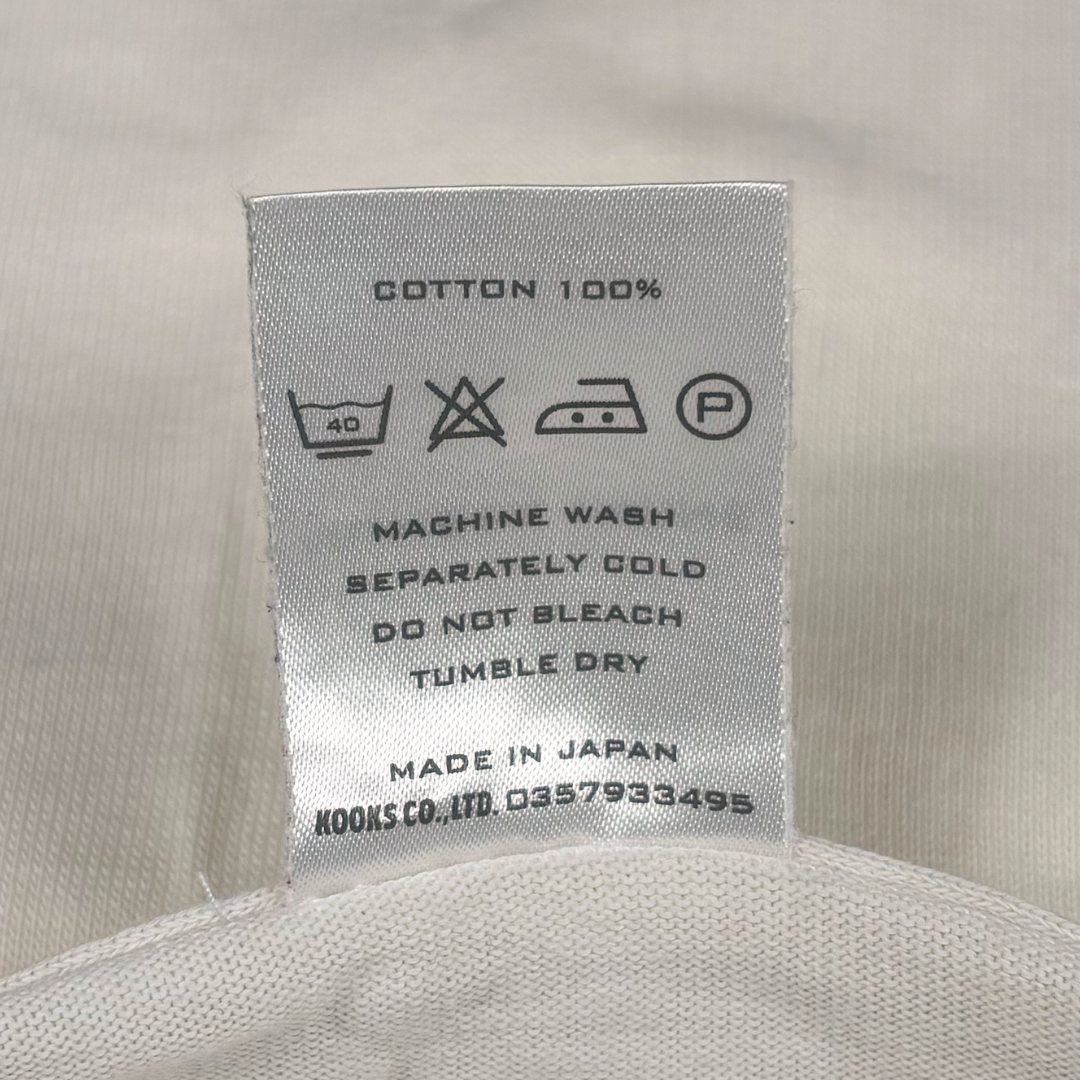 COTTON 100%
40 P
MACHINE WASH
SEPARATELY COLD
DO NOT BLEACH
TUMBLE DRY
MADE IN JAPAN
KOOKS CO.,LTD. 0357933495